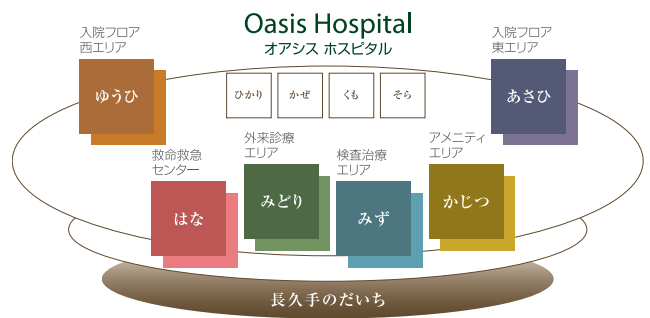 Oasis Hospital
オアシス ホスピタル
入院フロア
西エリア
ゆうひ
ひかり
かぜ
くも
そら
入院フロア
東エリア
あさひ
救命救急
センター
はな
外来診療
エリア
みどり
検査治療
エリア
みず
アメニティ
エリア
かじつ
長久手のだいち